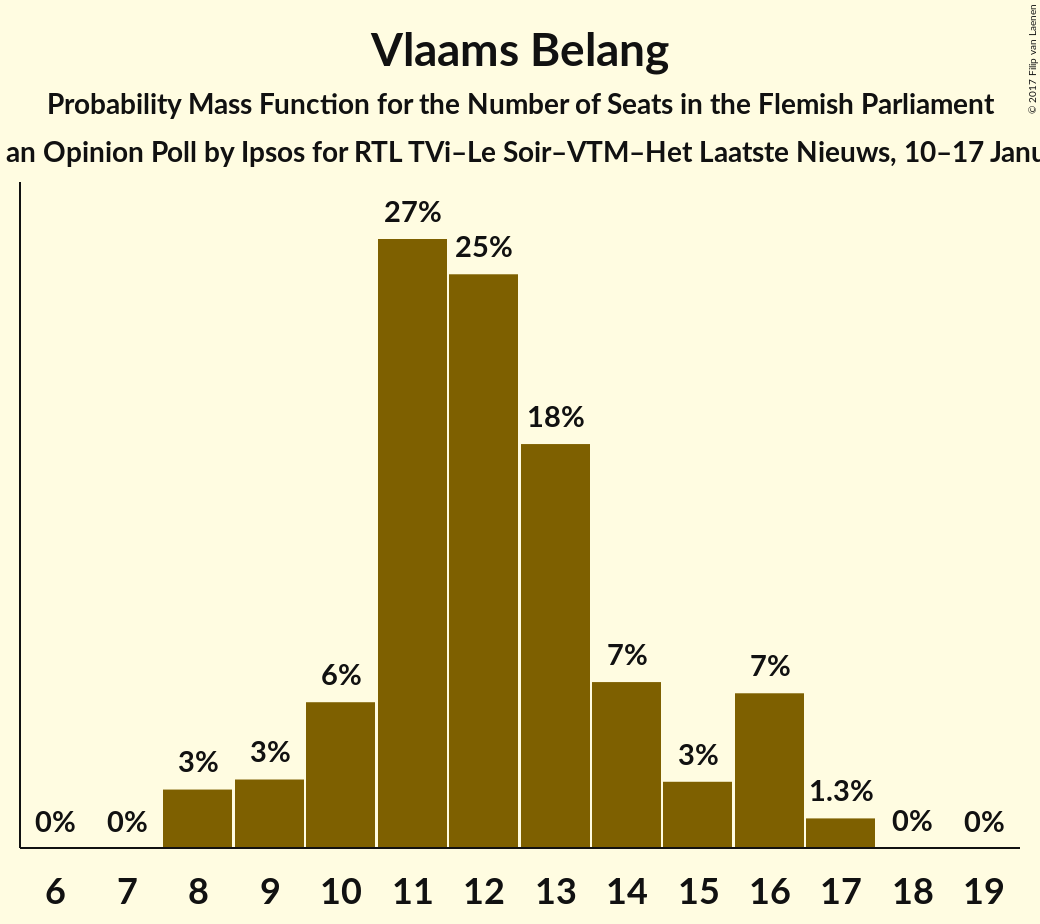 Vlaams Belang
Probability Mass Function for the Number of Seats in the Flemish Parliament
an Opinion Poll by Ipsos for RTL TVi–Le Soir–VTM–Het Laatste Nieuws, 10–17 Janu
© 2017 Filip van Laenen
27%
25%
18%
7%
7%
6%
3%
3%
3%
1.3%
0%
0%
0%
0%
6 7 8 9 10 11 12 13 14 15 16 17 18 19